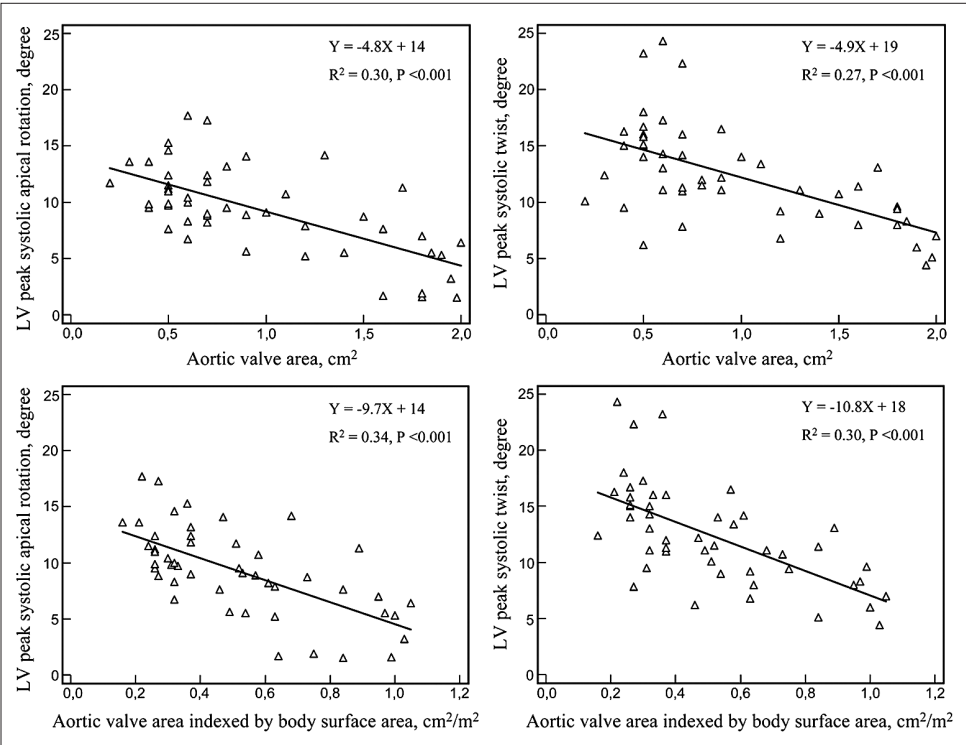 LV peak systolic apical rotation, degree
25
20
15
10
5
0
Y = -4.8X + 14
R² = 0.30, P <0.001
0,0 0,5 1,0 1,5 2,0
Aortic valve area, cm²
LV peak systolic twist, degree
25
20
15
10
5
0
Y = -4.9X + 19
R² = 0.27, P <0.001
0,0 0,5 1,0 1,5 2,0
Aortic valve area, cm²
LV peak systolic apical rotation, degree
25
20
15
10
5
0
Y = -9.7X + 14
R² = 0.34, P <0.001
0,0 0,2 0,4 0,6 0,8 1,0 1,2
Aortic valve area indexed by body surface area, cm²/m²
LV peak systolic twist, degree
25
20
15
10
5
0
Y = -10.8X + 18
R² = 0.30, P <0.001
0,0 0,2 0,4 0,6 0,8 1,0 1,2
Aortic valve area indexed by body surface area, cm²/m²